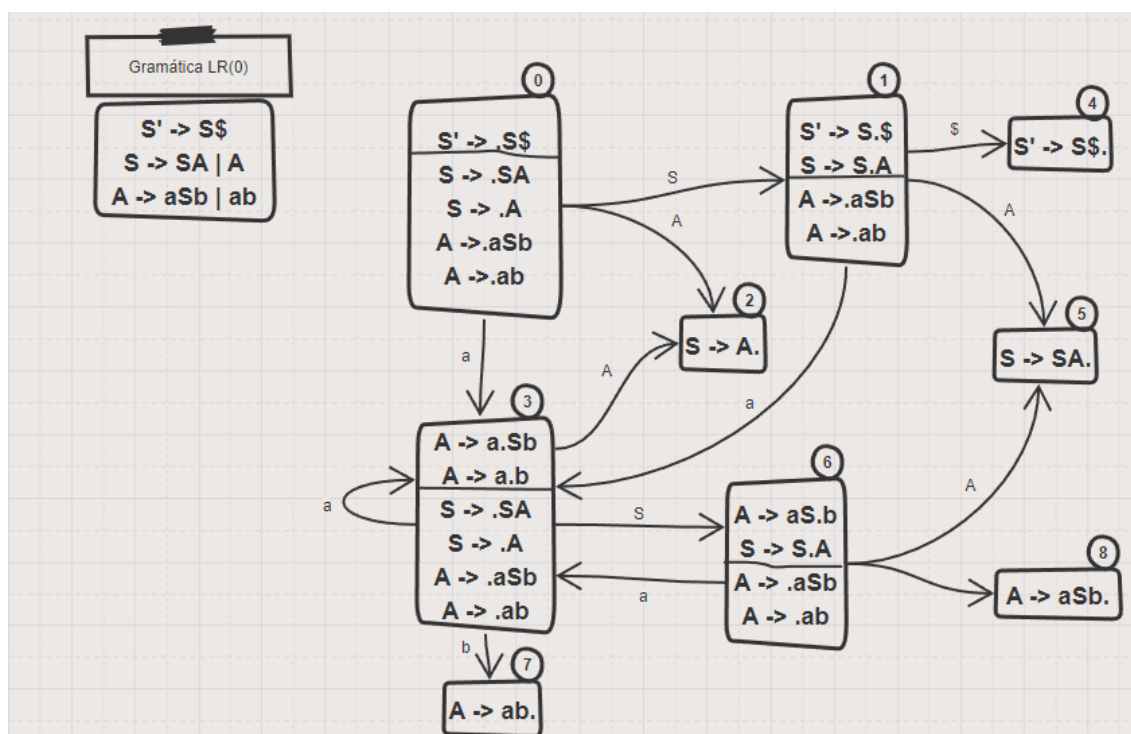 Gramática LR(0)
S' -> S$
S -> SA | A
A -> aSb | ab
0
S' -> .S$
S -> .SA
S -> .A
A ->.aSb
A ->.ab
S
A
a
1
S' -> S.$
S -> S.A
A ->.aSb
A ->.ab
$
A
a
4
S' -> S$.
2
S -> A.
5
S -> SA.
3
A -> a.Sb
A -> a.b
S -> .SA
S -> .A
A -> .aSb
A -> .ab
A
a
S
b
6
A -> aS.b
S -> S.A
A -> .aSb
A -> .ab
a
A
8
A -> aSb.
7
A -> ab.